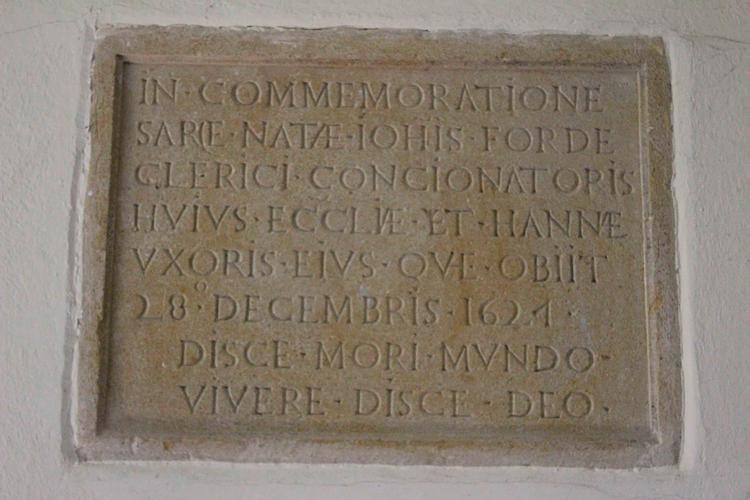 IN · COMMEMORATIONE
SARÆ · NATÆ · IOHIS · FORDE
CLERICI · CONCIONATORIS
HVIVS · ECCLIÆ · ET · HANNÆ
VXORIS · EIVS · QVE · OBIIT
28° · DECEMBRIS · 1621 ·
DISCE · MORI · MVNDO ·
VIVERE · DISCE · DEO ·